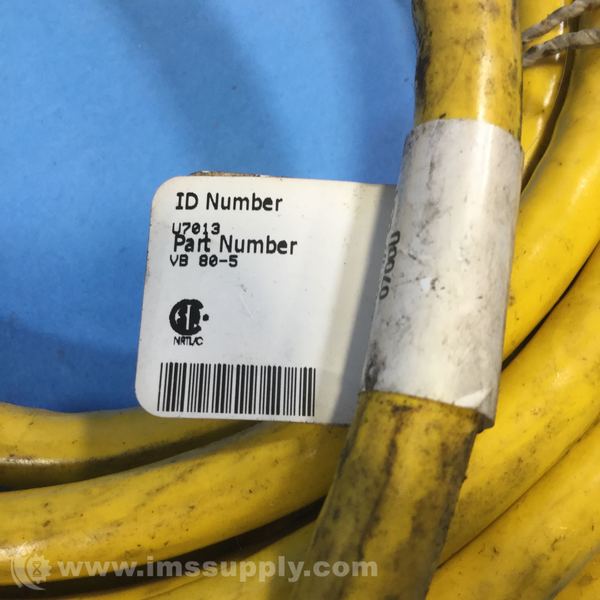 ID Number
U7013
Part Number
VB 80-5
NRTL/C
www.imssupply.com